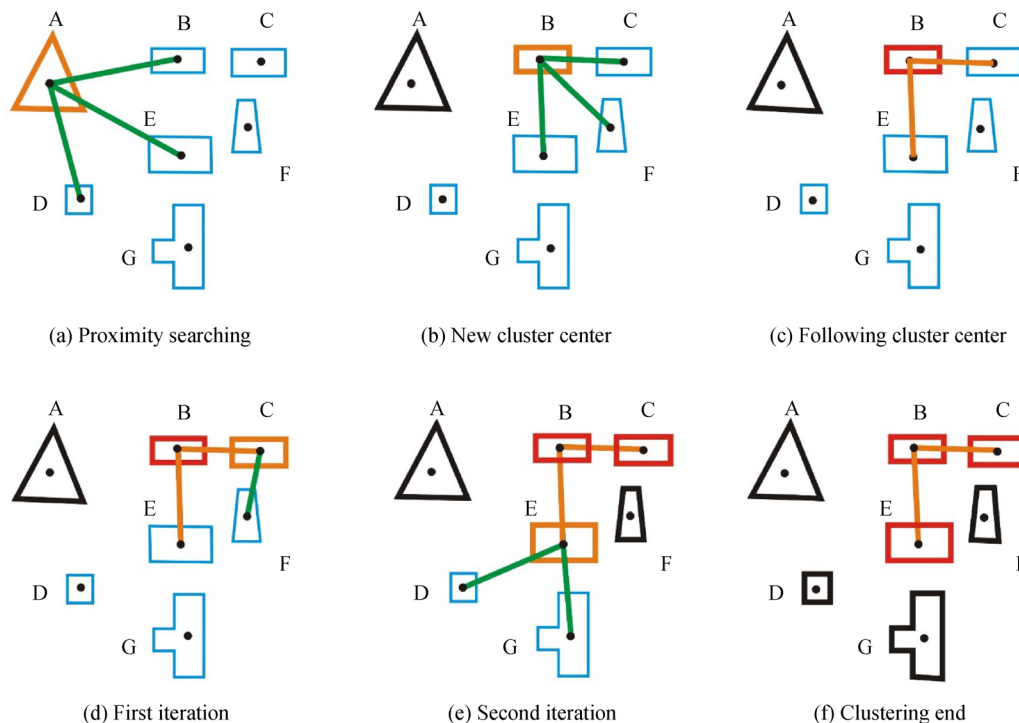 A B C
E
F
D
G
(a) Proximity searching
A B C
E
F
D
G
(b) New cluster center
A B C
E
F
D
G
(c) Following cluster center
A B C
E
F
D
G
(d) First iteration
A B C
E
F
D
G
(e) Second iteration
A B C
E
D
G
(f) Clustering end